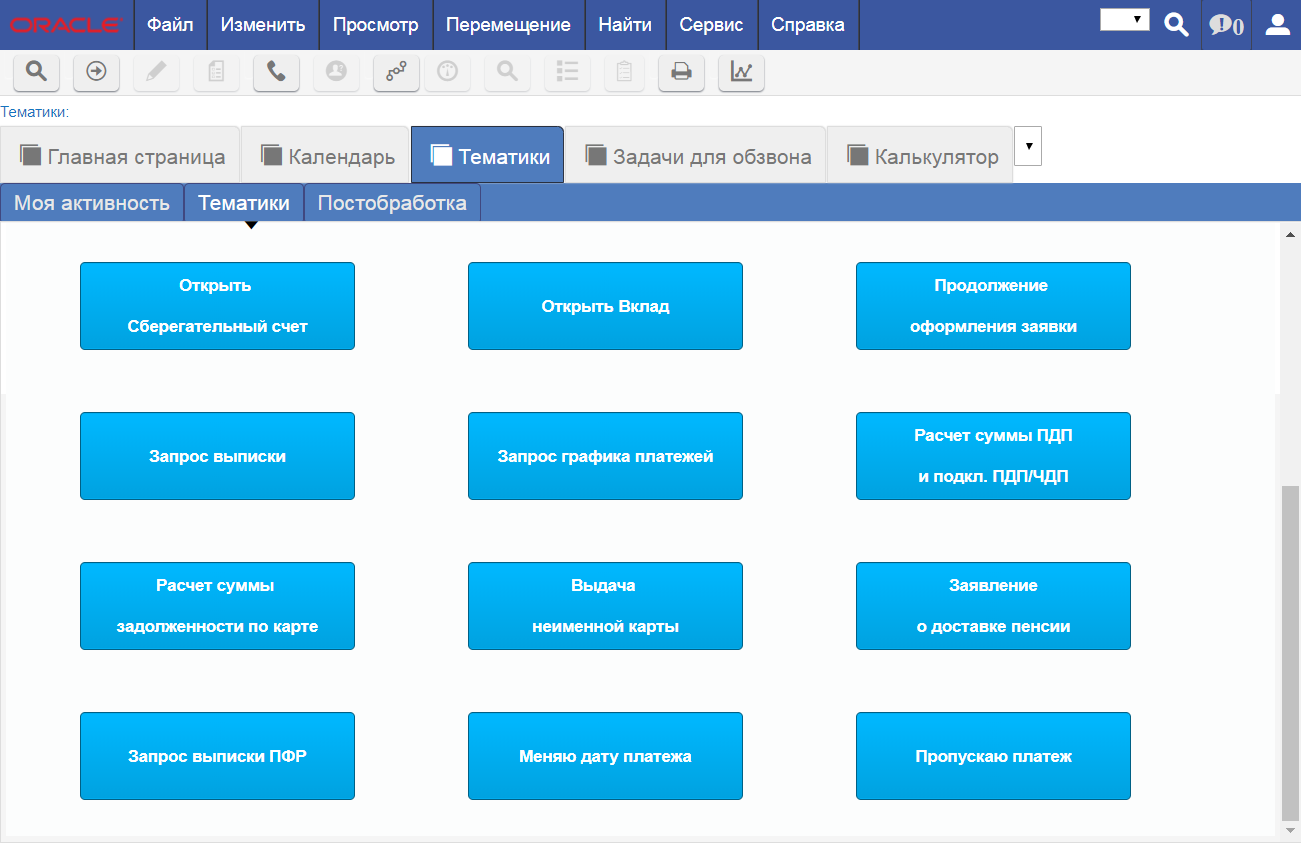 ORACLE
Файл
Изменить
Просмотр
Перемещение
Найти
Сервис
Справка
0
Тематики:
Главная страница
Календарь
Тематики
Задачи для обзвона
Калькулятор
Моя активность
Тематики
Постобработка
Открыть
Сберегательный счет
Открыть Вклад
Продолжение
оформления заявки
Запрос выписки
Запрос графика платежей
Расчет суммы ПДП
и подкл. ПДП/ЧДП
Расчет суммы
задолженности по карте
Выдача
неименной карты
Заявление
о доставке пенсии
Запрос выписки ПФР
Меняю дату платежа
Пропускаю платеж